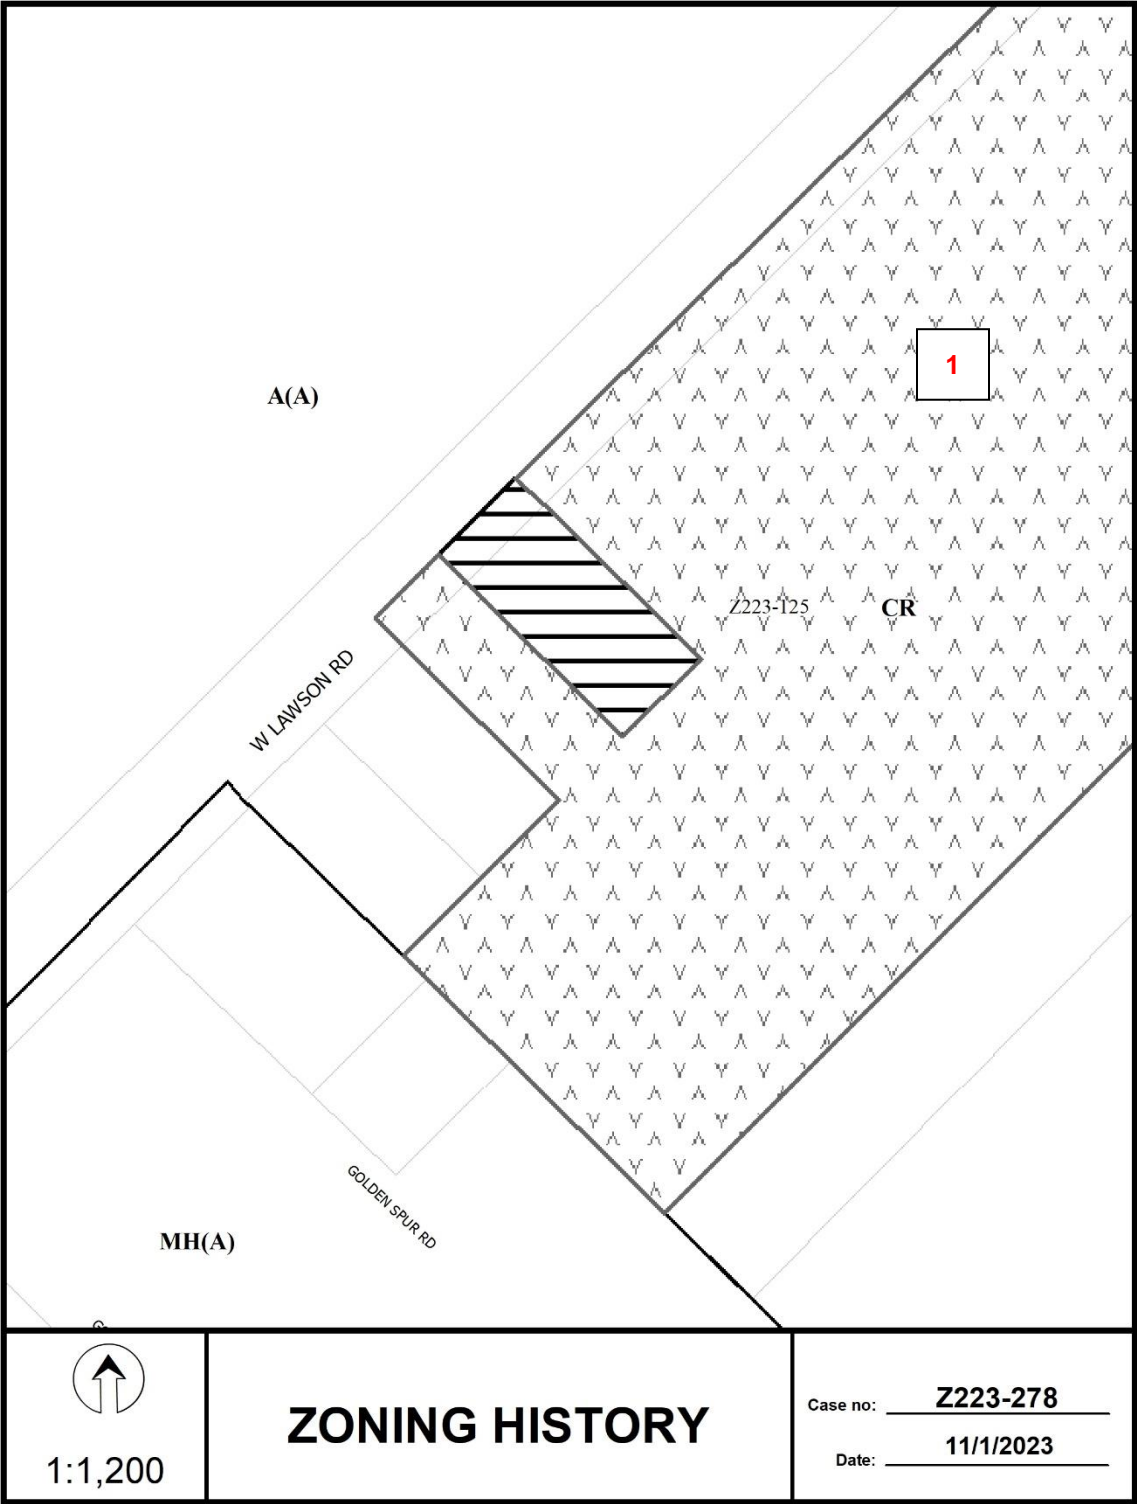 1
A(A)
Z223-125
CR
W LAWSON RD
GOLDEN SPUR RD
MH(A)
1:1,200
ZONING HISTORY
Case no: Z223-278
Date: 11/1/2023